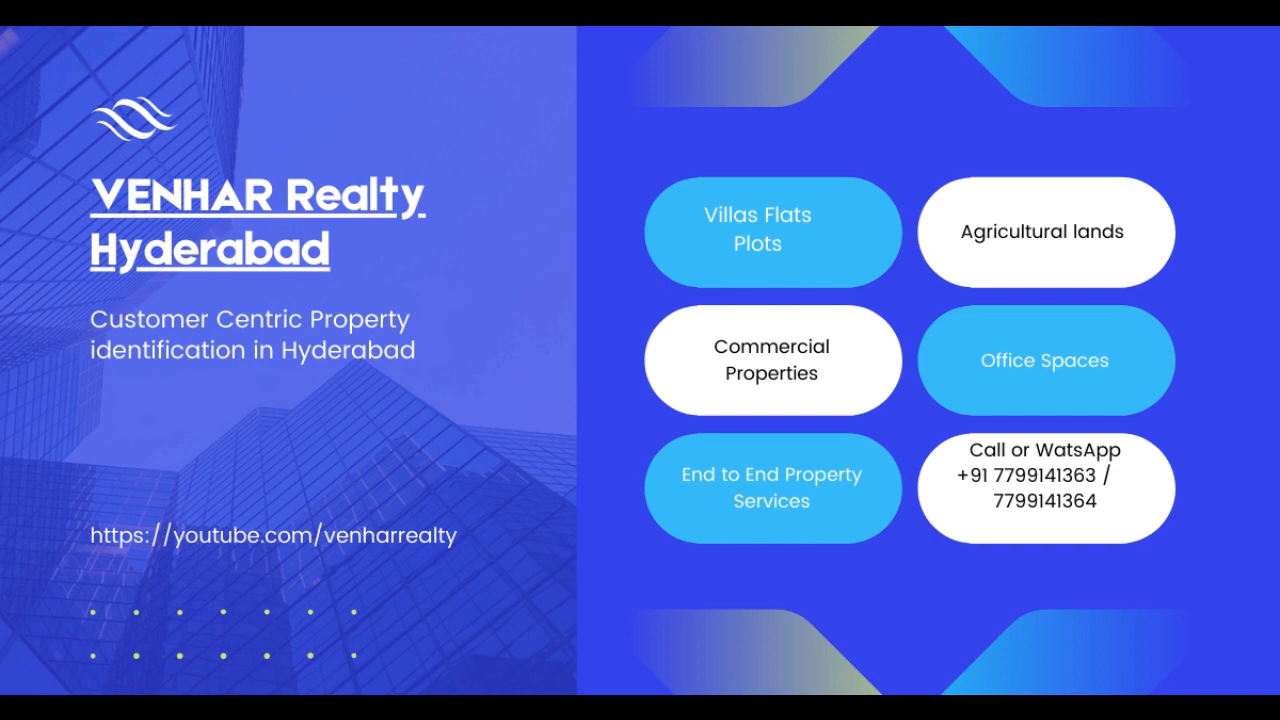 VENHAR Realty
Hyderabad
Customer Centric Property
identification in Hyderabad
https://youtube.com/venharrealty
Villas Flats
Plots
Agricultural lands
Commercial
Properties
Office Spaces
End to End Property
Services
Call or WatsApp
+91 7799141363 /
7799141364